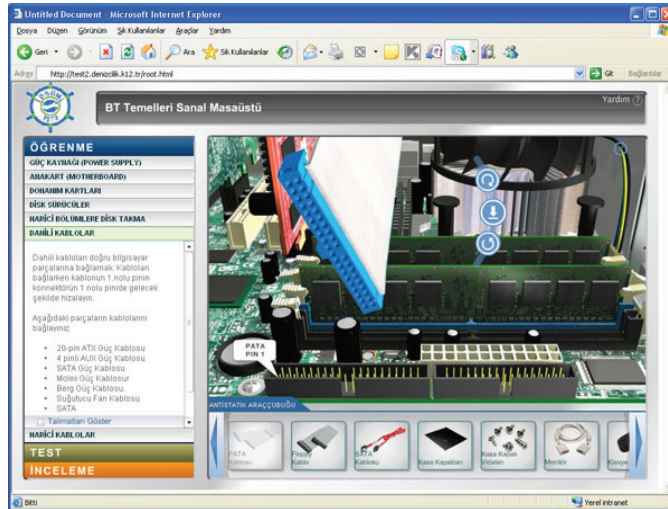 Untitled Document - Microsoft Internet Explorer
Dosya Düzen Görünüm Sık Kullanılanlar Araçlar Yardım
Geri Ara Sık Kullanılanlar
Adres http://test2.denizcilik.k12.tr/root.html Git Bağlantılar
BT Temelleri Sanal Masaüstü
Yardım ?
ÖĞRENME
GÜÇ KAYNAĞI (POWER SUPPLY)
ANAKART (MOTHERBOARD)
DONANIM KARTLARI
DİSK SÜRÜCÜLER
HARİCİ BÖLÜMLERE DİSK TAKMA
DAHİLİ KABLOLAR
Dahili kabloları doğru bilgisayar
parçalarına bağlamak. Kabloları
bağlarken kablonun 1.nolu pinin
konnektörün 1 nolu pinide gelecek
şekilde hizalayın.
Aşağıdaki parçaların kablolarını
bağlayınız:
• 20-pin ATX Güç Kablosu
• 4 pinli AUX Güç Kablosu
• SATA Güç Kablosu
• Molex Güç Kablosur
• Berg Güç Kablosu.
• Suğutucu Fan Kablosu
• SATA
Talimatları Göster
HARİCİ KABLOLAR
TEST
İNCELEME
PATA
PIN 1
ANTİSTATİK ARAÇÇUBUĞU
PATA
Kablosu
Floppy
Kablo
SATA
Kablosu
Kasa Kapakları
Kasa Kapak
Vidaları
Monitör
Klavye
Bitti
Yerel intranet